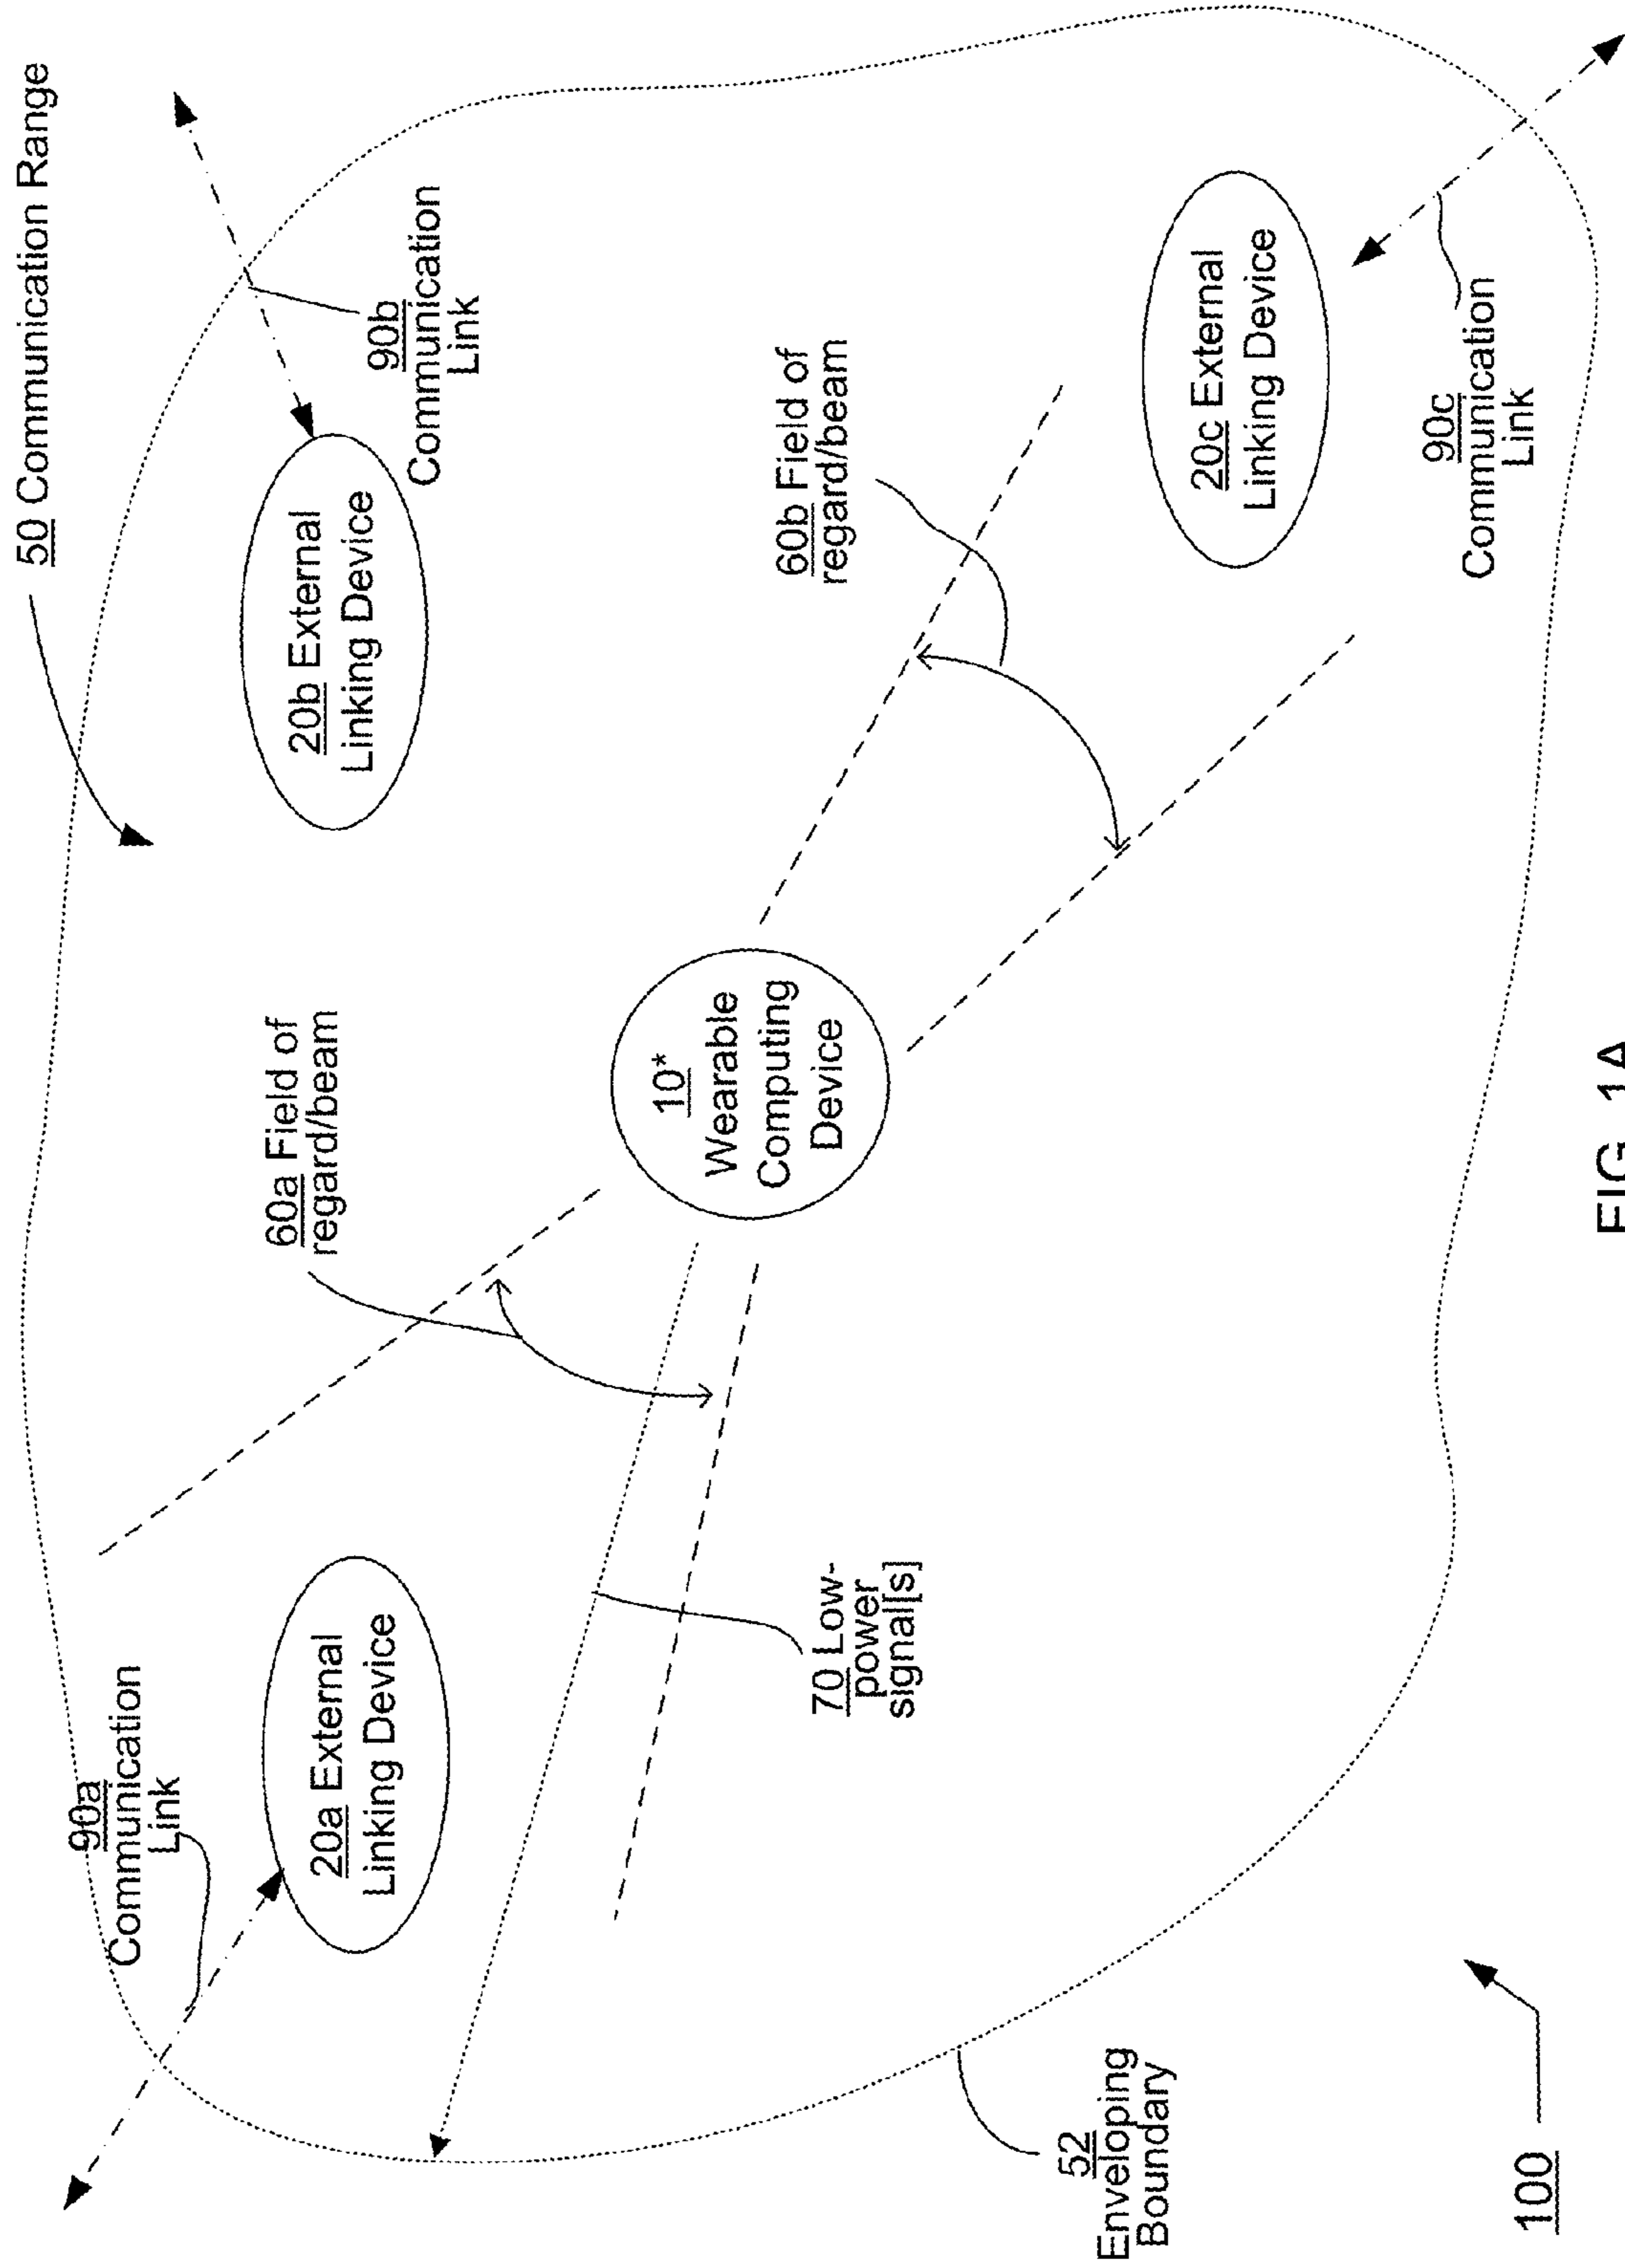 50 Communication Range
90a
Communication
Link
60a Field of
regard/beam
20b External
Linking Device
20a External
Linking Device
90b
Communication
Link
10*
Wearable
Computing
Device
60b Field of
regard/beam
70 Low-
power
signal[s]
52
Enveloping
Boundary
20c External
Linking Device
90c
Communication
Link
100
FIG. 1A